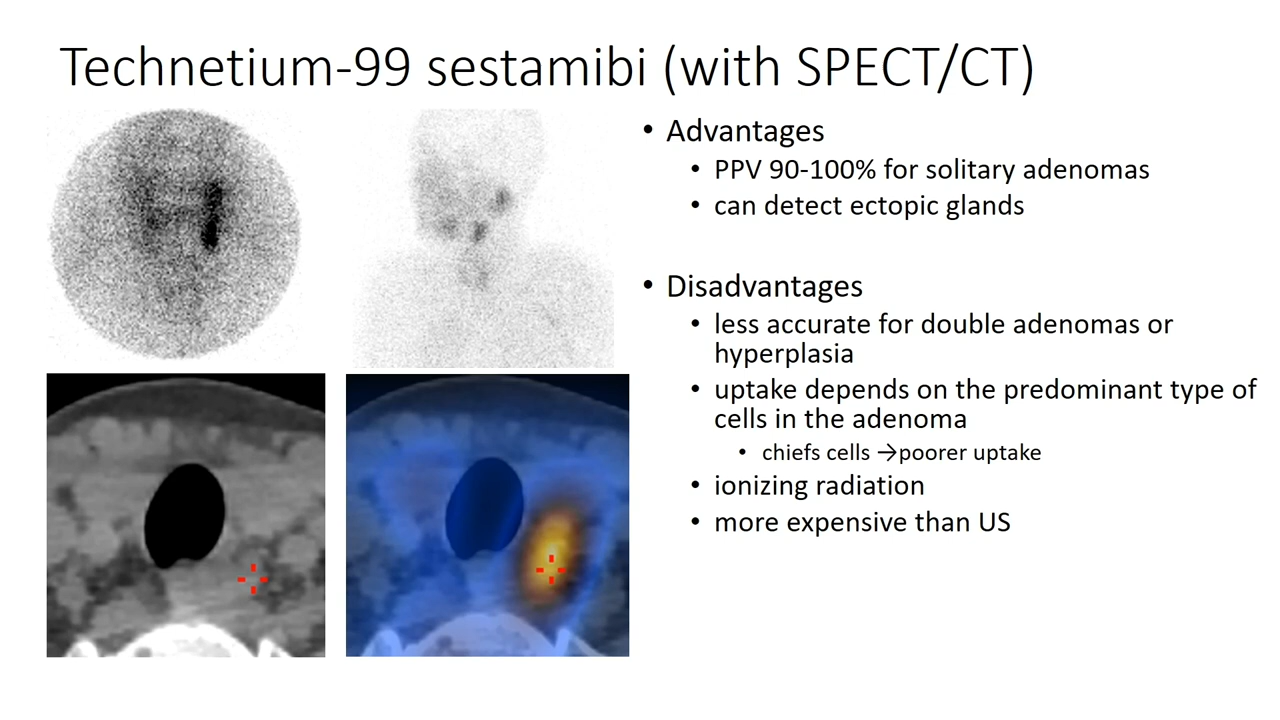 Technetium-99 sestamibi (with SPECT/CT)
• Advantages
• PPV 90-100% for solitary adenomas
• can detect ectopic glands
• Disadvantages
• less accurate for double adenomas or
hyperplasia
• uptake depends on the predominant type of
cells in the adenoma
• chiefs cells →poorer uptake
• ionizing radiation
• more expensive than US